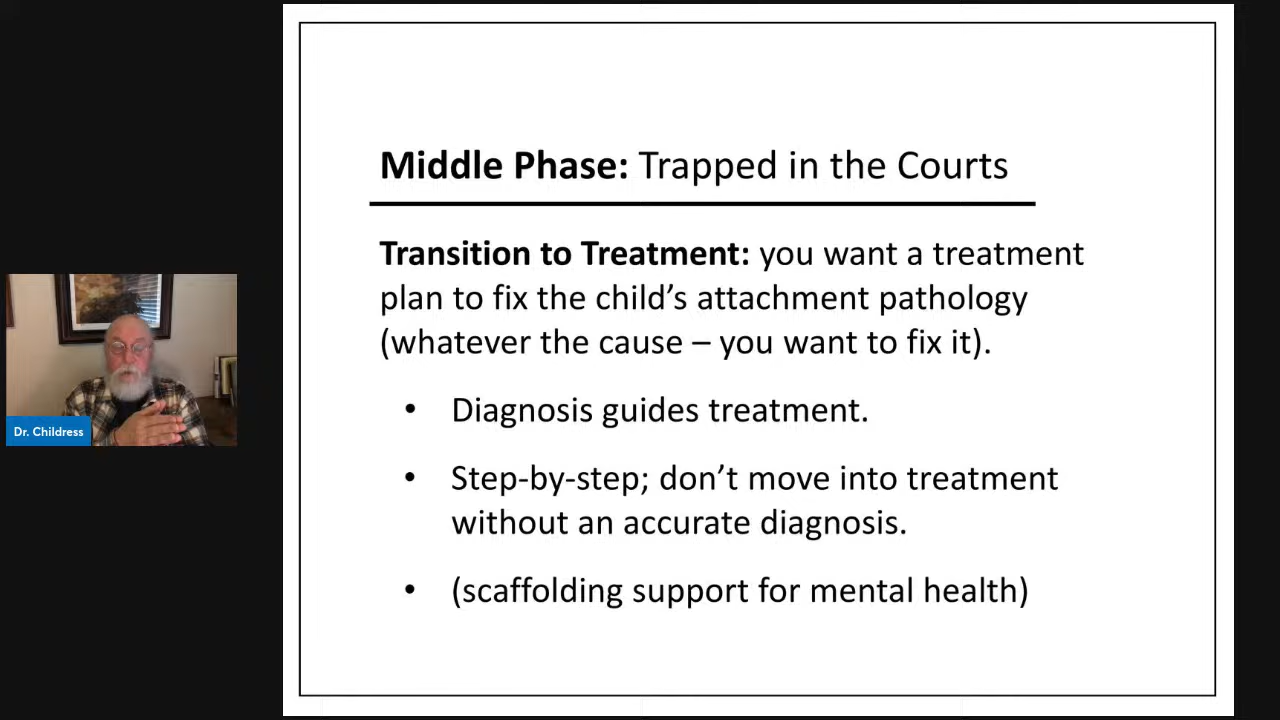 Middle Phase: Trapped in the Courts
Transition to Treatment: you want a treatment
plan to fix the child’s attachment pathology
(whatever the cause – you want to fix it).
• Diagnosis guides treatment.
• Step-by-step; don’t move into treatment
without an accurate diagnosis.
• (scaffolding support for mental health)
Dr. Childress